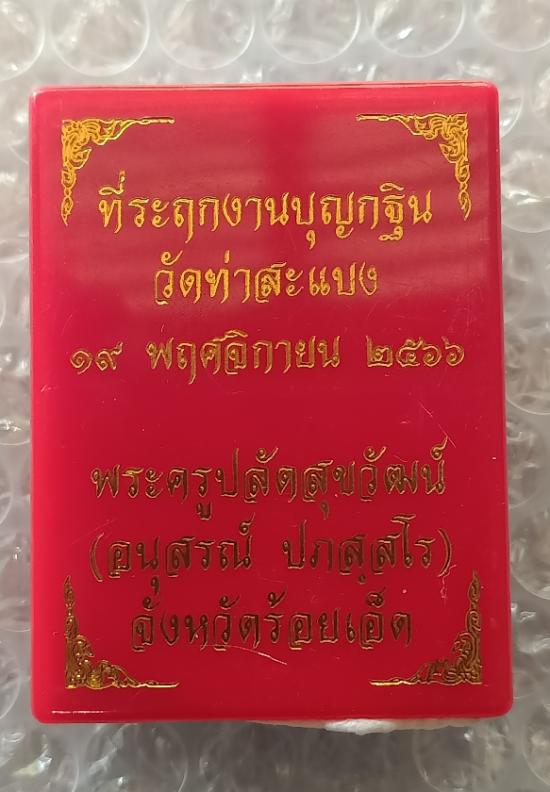 ที่ระฤกงานบุญกฐิน
วัดท่าสะแบง
๑๙ พฤศจิกายน ๒๕๖๖
พระครูปลัดสุขวัฒน์
(อนุสรณ์ ปภสฺสโร)
จังหวัดร้อยเอ็ด